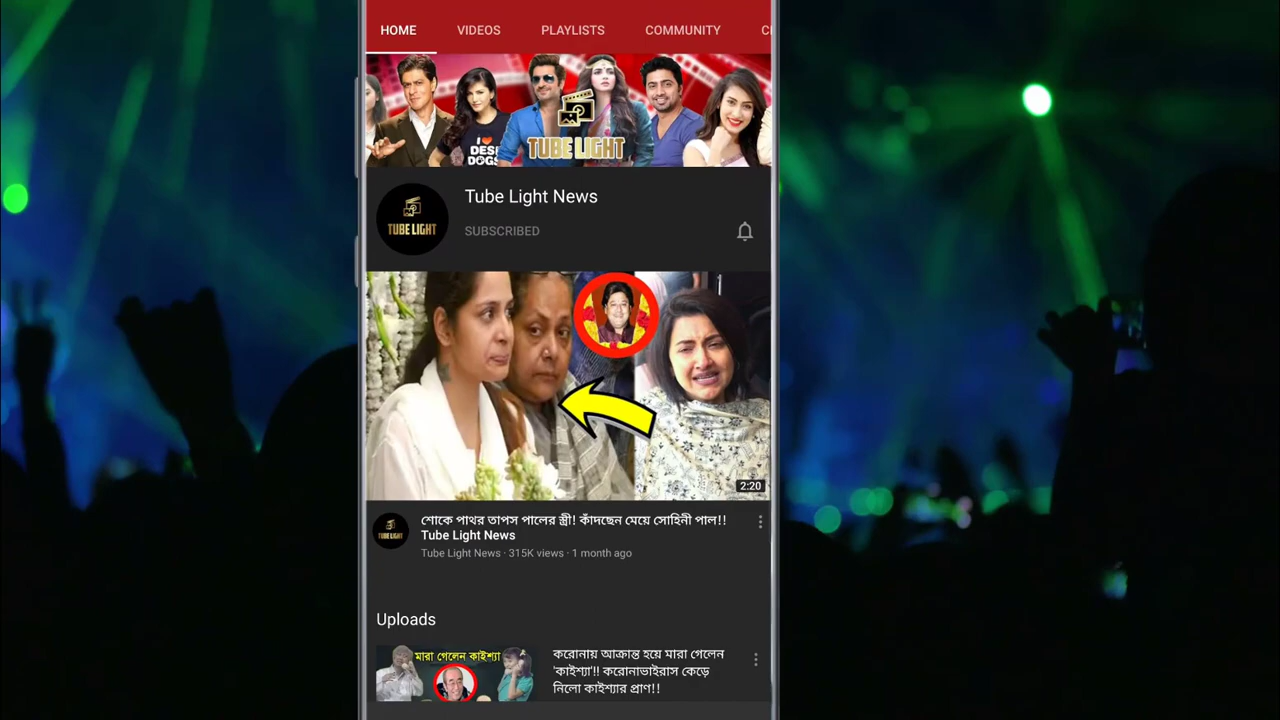 HOME VIDEOS PLAYLISTS COMMUNITY
I ♥
DESI
DOGS
TUBE LIGHT
Tube Light News
TUBE LIGHT
SUBSCRIBED
2:20
শোকে পাথর তাপস পালের স্ত্রী! কাঁদছেন মেয়ে সোহিনী পাল!!
TUBE LIGHT
Tube Light News
Tube Light News · 315K views · 1 month ago
Uploads
মারা গেলেন কাইশ্যা
করোনায় আক্রান্ত হয়ে মারা গেলেন
'কাইশ্যা'!! করোনাভাইরাস কেড়ে
নিলো কাইশ্যার প্রাণ!!